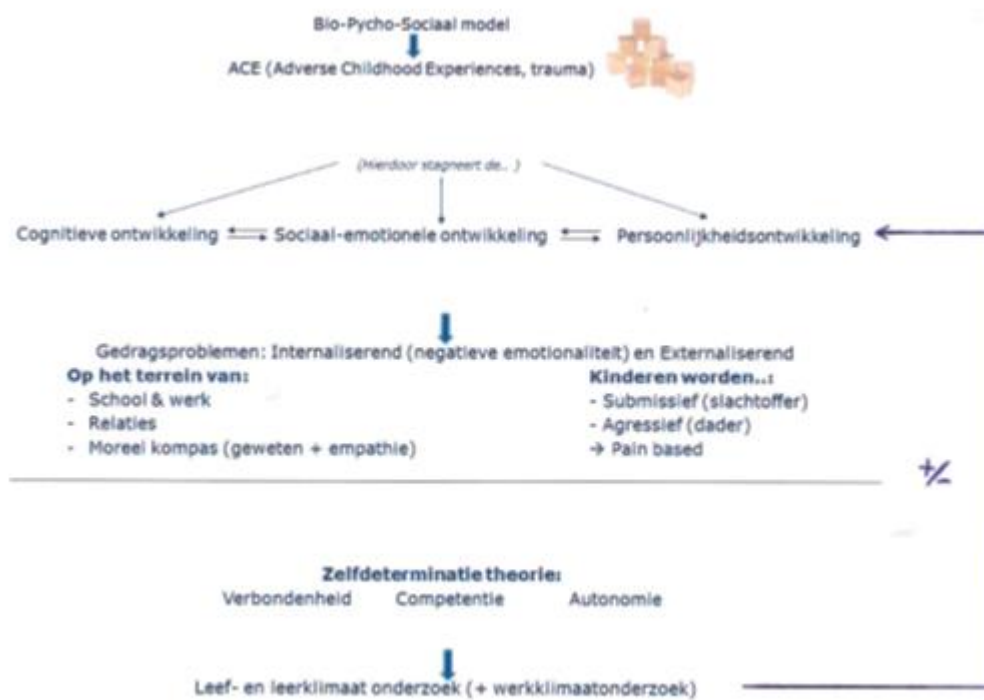 Bio-Pycho-Sociaal model
ACE (Adverse Childhood Experiences, trauma)
(Hierdoor stagneert de.. )
Cognitieve ontwikkeling Sociaal-emotionele ontwikkeling Persoonlijkheidsontwikkeling
Gedragsproblemen: Internaliserend (negatieve emotionaliteit) en Externaliserend
Op het terrein van: Kinderen worden..:
- School & werk - Submissief (slachtoffer)
- Relaties - Agressief (dader)
- Moreel kompas (geweten + empathie) → Pain based
+/-
Zelfdeterminatie theorie:
Verbondenheid Competentie Autonomie
Leef- en leerklimaat onderzoek (+ werkklimaatonderzoek)